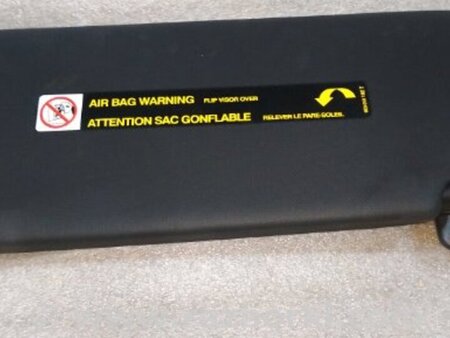 AIR BAG WARNING FLIP VISOR OVER
ATTENTION SAC GONFLABLE RELEVER LE PARE-SOLEIL